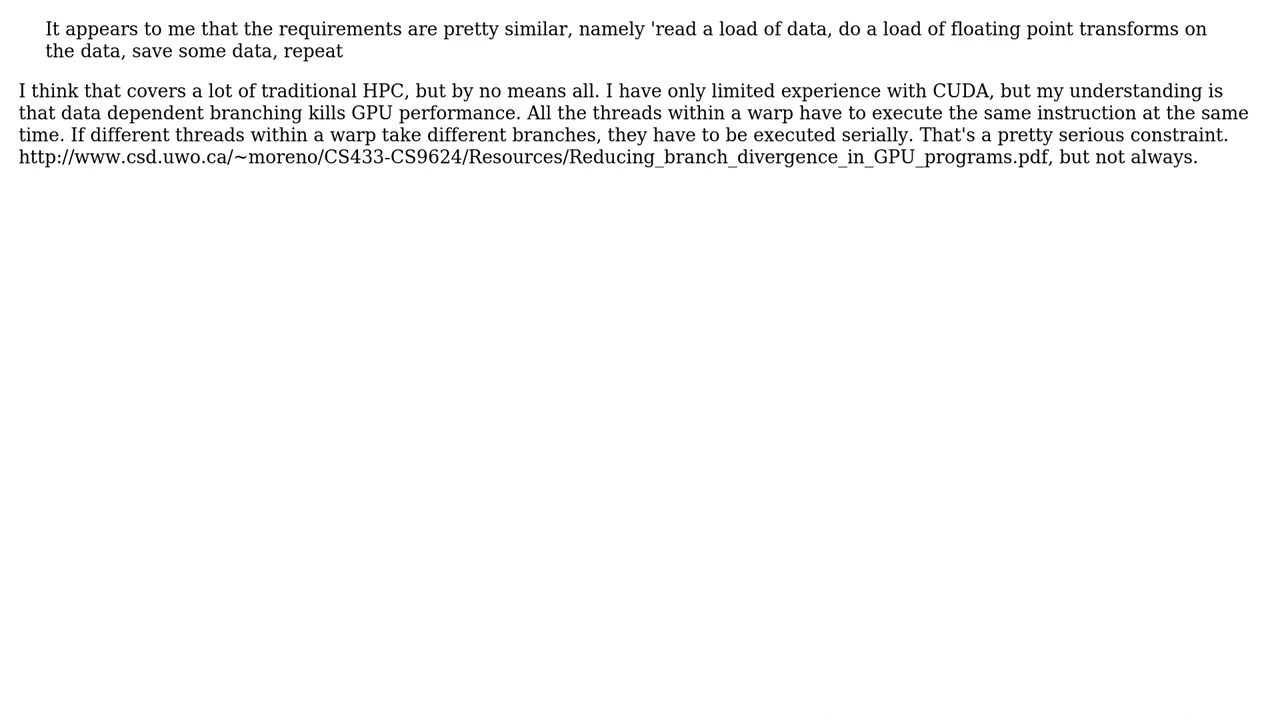 It appears to me that the requirements are pretty similar, namely 'read a load of data, do a load of floating point transforms on
the data, save some data, repeat
I think that covers a lot of traditional HPC, but by no means all. I have only limited experience with CUDA, but my understanding is
that data dependent branching kills GPU performance. All the threads within a warp have to execute the same instruction at the same
time. If different threads within a warp take different branches, they have to be executed serially. That's a pretty serious constraint.
http://www.csd.uwo.ca/~moreno/CS433-CS9624/Resources/Reducing_branch_divergence_in_GPU_programs.pdf, but not always.